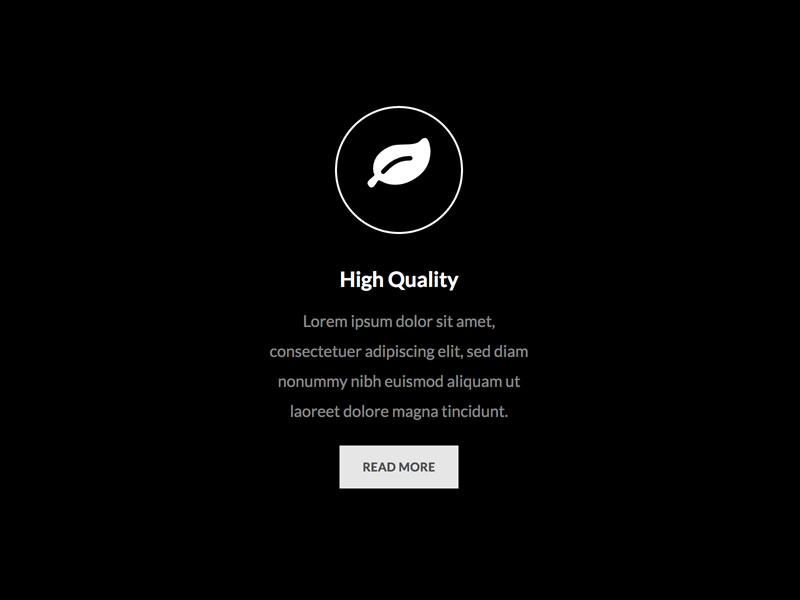 High Quality
Lorem ipsum dolor sit amet,
consectetuer adipiscing elit, sed diam
nonummy nibh euismod aliquam ut
laoreet dolore magna tincidunt.
READ MORE